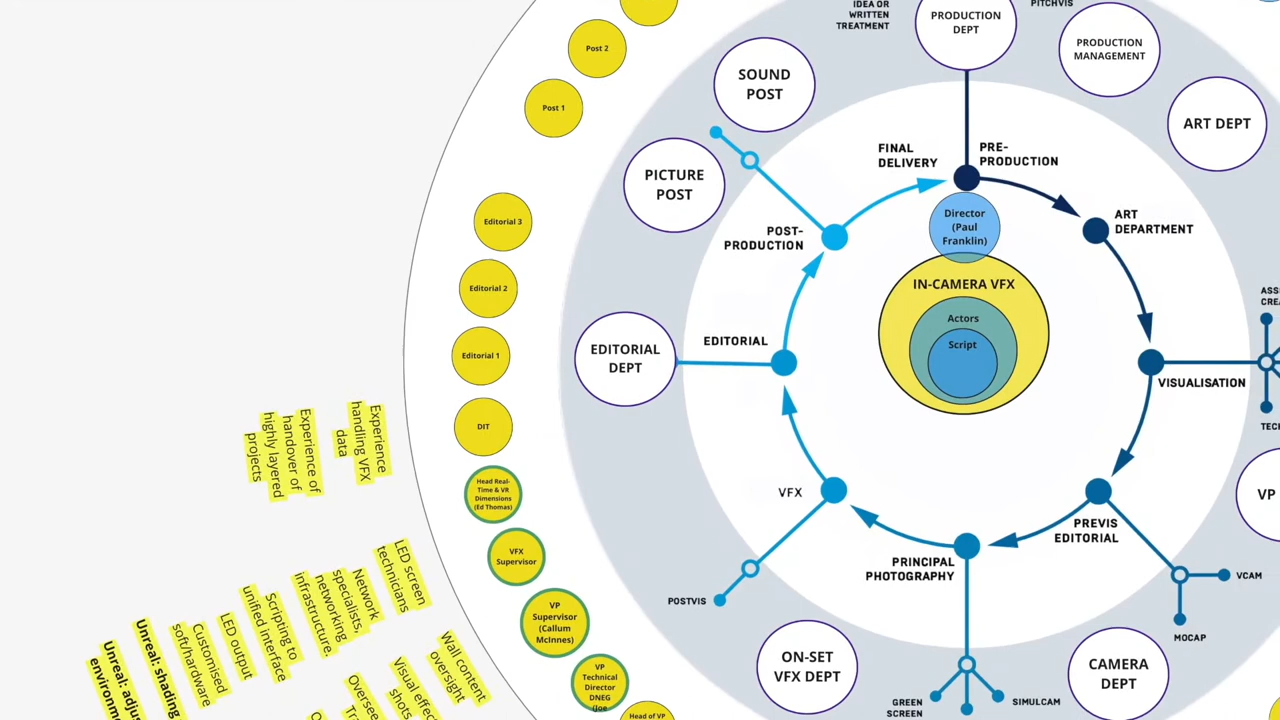 IDEA OR
WRITTEN
TREATMENT
PRODUCTION
DEPT
PITCHVIS
PRODUCTION
MANAGEMENT
Post 2
Post 1
SOUND
POST
ART DEPT
PICTURE
POST
FINAL
DELIVERY
PRE-
PRODUCTION
Director
(Paul
Franklin)
ART
DEPARTMENT
POST-
PRODUCTION
Editorial 3
Editorial 2
Editorial 1
IN-CAMERA VFX
Actors
Script
EDITORIAL
EDITORIAL
DEPT
VISUALISATION
DIT
Head Real-
Time & VR
Dimensions
(Ed Thomas)
VFX
Supervisor
VP
Supervisor
(Callum
McInnes)
VP
Technical
Director
DNEG
(Joe
Head of VP
VFX
POSTVIS
PREVIS
EDITORIAL
PRINCIPAL
PHOTOGRAPHY
VP
VCAM
MOCAP
ON-SET
VFX DEPT
CAMERA
DEPT
GREEN
SCREEN
SIMULCAM
Experience
handling VFX
data
Experience of
handover of
highly layered
projects
LED screen
technicians
Network
specialists,
networking
infrastructure.
Scripting to
unified interface
LED output
Customised
soft/hardware
Unreal: shading
Unreal:
Wall content
oversight
shots